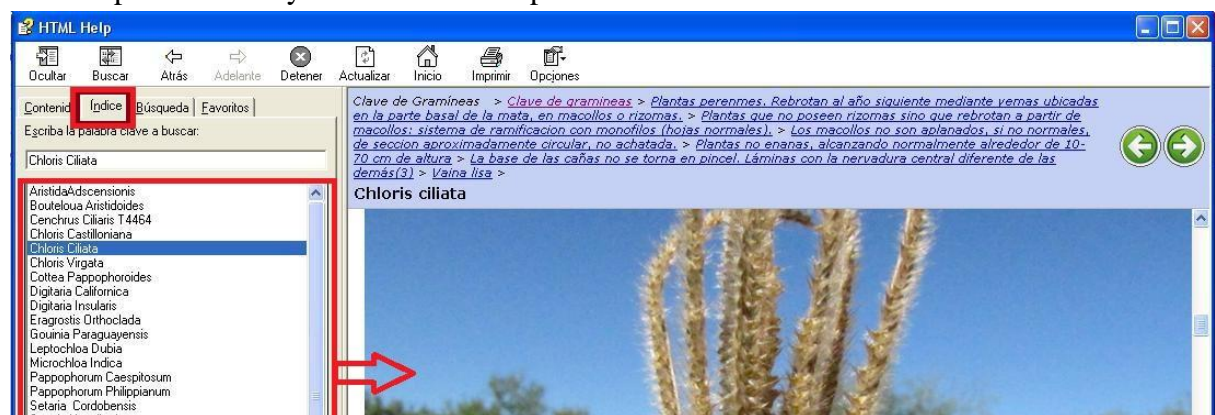 HTML Help
Ocultar Buscar Atrás Adelante Detener Actualizar Inicio Imprimir Opciones
Contenid Índice Búsqueda Favoritos
Escriba la palabra clave a buscar:
Chloris Ciliata
AristidaAdscensionis
Bouteloua Aristidoides
Cenchrus Ciliaris T4464
Chloris Castilloniana
Chloris Ciliata
Chloris Virgata
Cottea Pappophoroides
Digitaria Californica
Digitaria Insularis
Eragrostis Orthoclada
Gouinia Paraguayensis
Leptochloa Dubia
Microchloa Indica
Pappophorum Caespitosum
Pappophorum Philippianum
Setaria Cordobensis
Clave de Gramíneas > Clave de gramineas > Plantas perenmes. Rebrotan al año siguiente mediante yemas ubicadas
en la parte basal de la mata, en macollos o rizomas. > Plantas que no poseen rizomas sino que rebrotan a partir de
macollos: sistema de ramificacion con monofilos (hojas normales). > Los macollos no son aplanados, si no normales,
de seccion aproximadamente circular, no achatada. > Plantas no enanas, alcanzando normalmente alrededor de 10-
70 cm de altura > La base de las cañas no se torna en pincel. Láminas con la nervadura central diferente de las
demás(3) > Vaina lisa >
Chloris ciliata